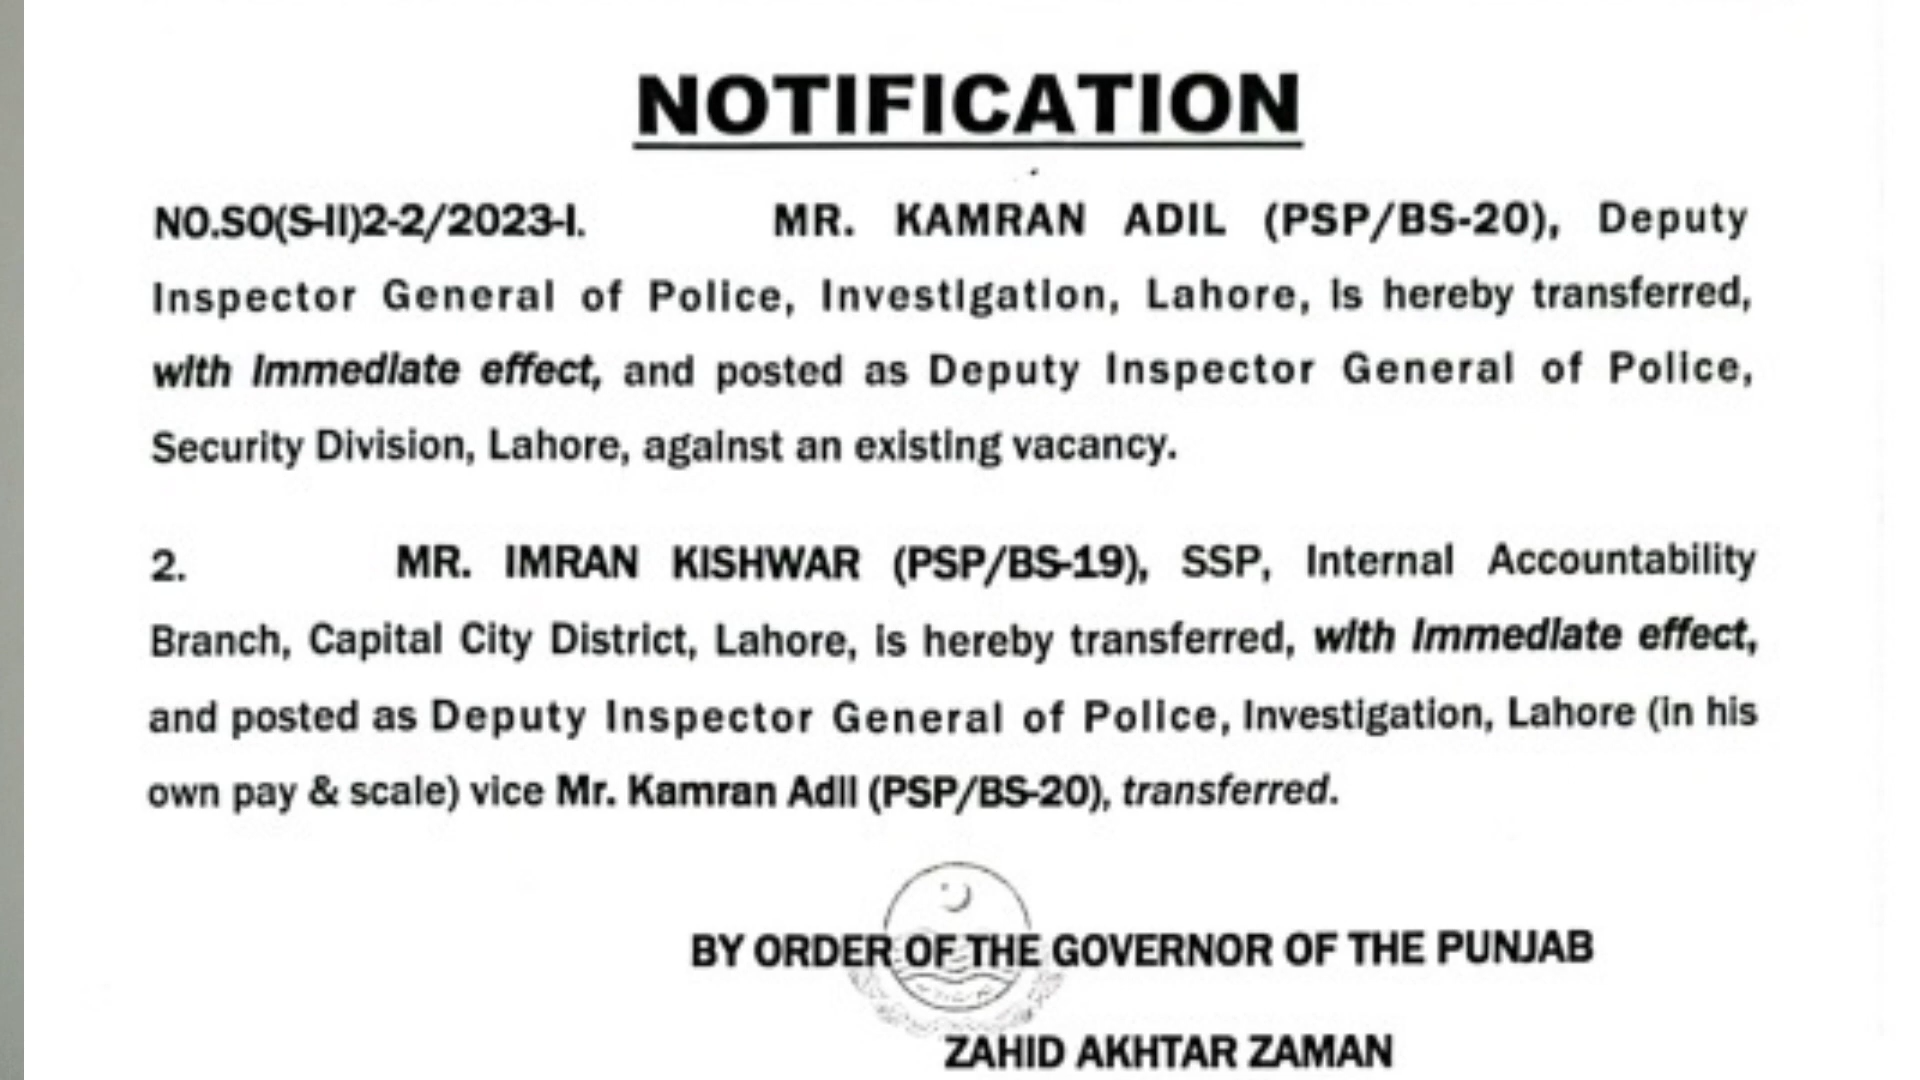 NOTIFICATION
NO.SO(S-II)2-2/2023-I. MR. KAMRAN ADIL (PSP/BS-20), Deputy
Inspector General of Police, Investigation, Lahore, is hereby transferred,
with immediate effect, and posted as Deputy Inspector General of Police,
Security Division, Lahore, against an existing vacancy.
2. MR. IMRAN KISHWAR (PSP/BS-19), SSP, Internal Accountability
Branch, Capital City District, Lahore, is hereby transferred, with immediate effect,
and posted as Deputy Inspector General of Police, Investigation, Lahore (in his
own pay & scale) vice Mr. Kamran Adil (PSP/BS-20), transferred.
BY ORDER OF THE GOVERNOR OF THE PUNJAB
ZAHID AKHTAR ZAMAN